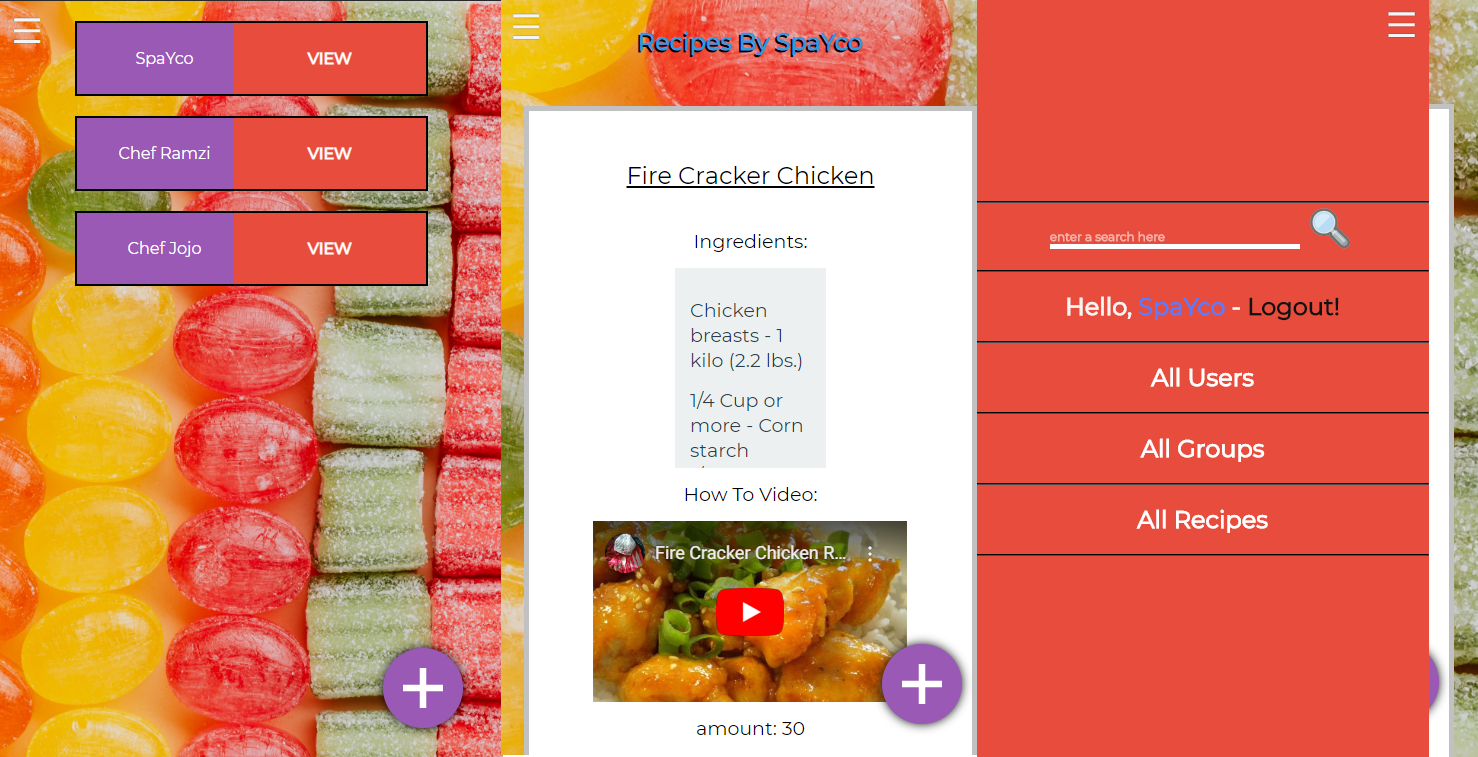 SpaYco VIEW
Chef Ramzi VIEW
Chef Jojo VIEW
Recipes By SpaYco
Fire Cracker Chicken
Ingredients:
Chicken
breasts - 1
kilo (2.2 lbs.)
1/4 Cup or
more - Corn
starch
How To Video:
Fire Cracker Chicken R...
amount: 30
enter a search here
Hello, SpaYco - Logout!
All Users
All Groups
All Recipes